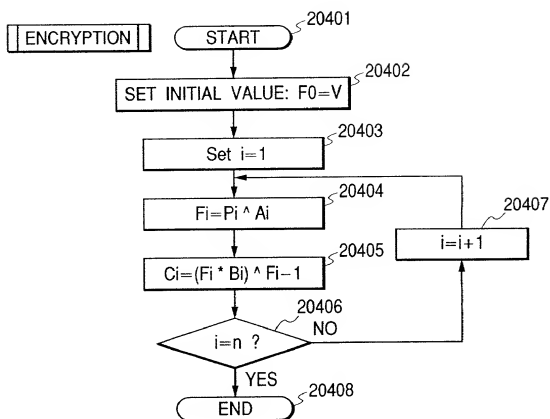 ENCRYPTION
START
20401
SET INITIAL VALUE: F0=V
20402
Set i=1
20403
Fi=Pi ^ Ai
20404
Ci=(Fi * Bi) ^ Fi-1
20405
i=i+1
20407
i=n ?
20406
NO
YES
END
20408